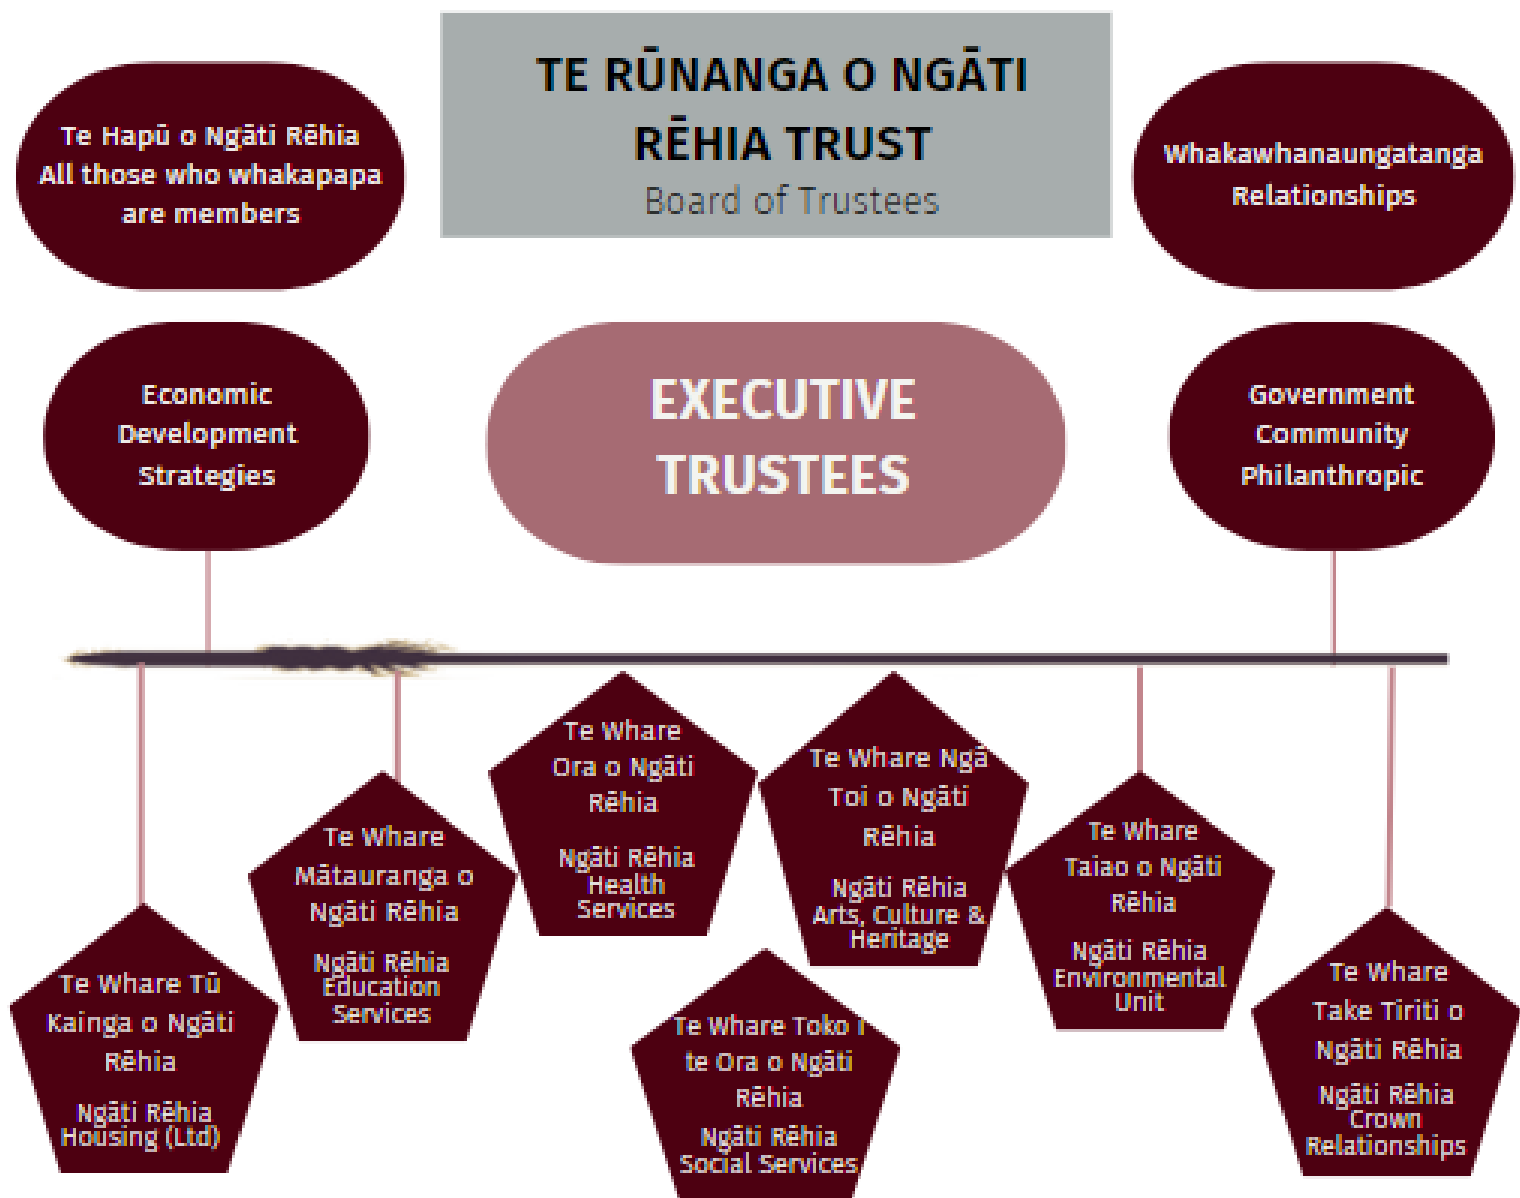 TE RŪNANGA O NGĀTI
RĒHIA TRUST
Board of Trustees
Te Hapū o Ngāti Rēhia
All those who whakapapa
are members
Whakawhanaungatanga
Relationships
Economic
Development
Strategies
EXECUTIVE
TRUSTEES
Government
Community
Philanthropic
Te Whare Tū
Kainga o Ngāti
Rēhia
Ngāti Rēhia
Housing (Ltd)
Te Whare
Mātauranga o
Ngāti Rēhia
Ngāti Rēhia
Education
Services
Te Whare
Ora o Ngāti
Rēhia
Ngāti Rēhia
Health
Services
Te Whare Toko I
te Ora o Ngāti
Rēhia
Ngāti Rēhia
Social Services
Te Whare Ngā
Toi o Ngāti
Rēhia
Ngāti Rēhia
Arts, Culture &
Heritage
Te Whare
Taiao o Ngāti
Rēhia
Ngāti Rēhia
Environmental
Unit
Te Whare
Take Tiriti o
Ngāti Rēhia
Ngāti Rēhia
Crown
Relationships